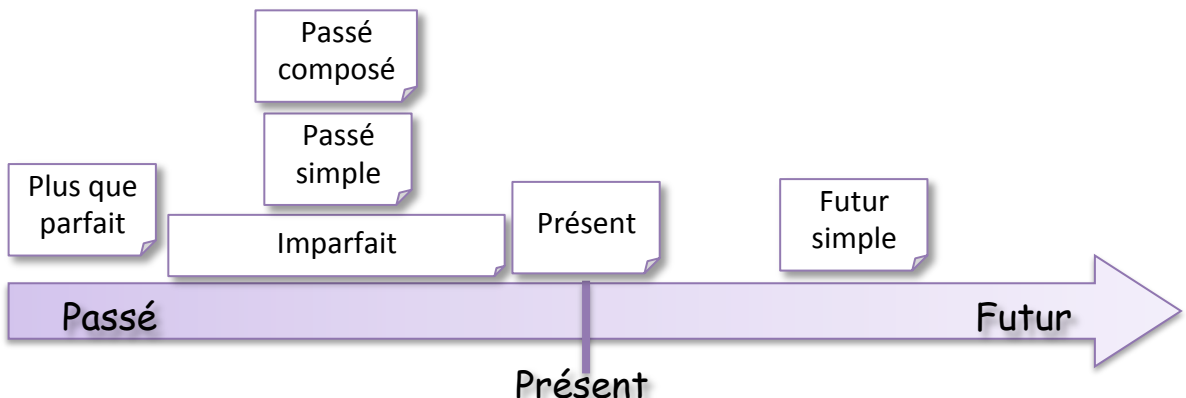 Passé
composé
Passé
simple
Plus que
parfait
Imparfait
Présent
Futur
simple
Passé
Futur
Présent